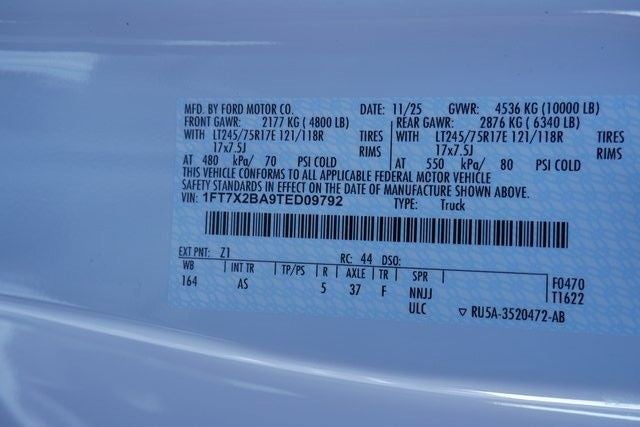 MFD. BY FORD MOTOR CO. DATE: 11/25 GVWR: 4536 KG (10000 LB)
FRONT GAWR: 2177 KG ( 4800 LB) REAR GAWR: 2876 KG ( 6340 LB)
WITH LT245/75R17E 121/118R TIRES WITH LT245/75R17E 121/118R TIRES
17x7.5J RIMS 17x7.5J RIMS
AT 480 kPa/ 70 PSI COLD AT 550 kPa/ 80 PSI COLD
THIS VEHICLE CONFORMS TO ALL APPLICABLE FEDERAL MOTOR VEHICLE
SAFETY STANDARDS IN EFFECT ON THE DATE OF MANUFACTURE SHOWN ABOVE.
VIN: 1FT7X2BA9TED09792 TYPE: Truck
EXT PNT: Z1 RC: 44 DSO:
WB INT TR TP/PS R AXLE TR SPR F0470
164 AS 5 37 F NNJJ T1622
ULC ▽ RU5A-3520472-AB